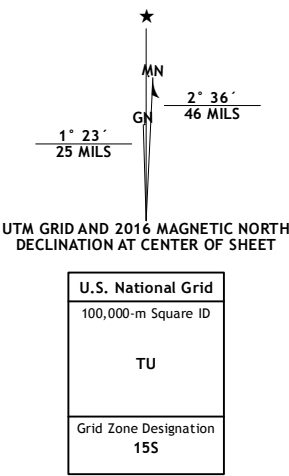 MN
GN
2° 36´
46 MILS
1° 23´
25 MILS
UTM GRID AND 2016 MAGNETIC NORTH
DECLINATION AT CENTER OF SHEET
U.S. National Grid
100,000-m Square ID
TU
Grid Zone Designation
15S